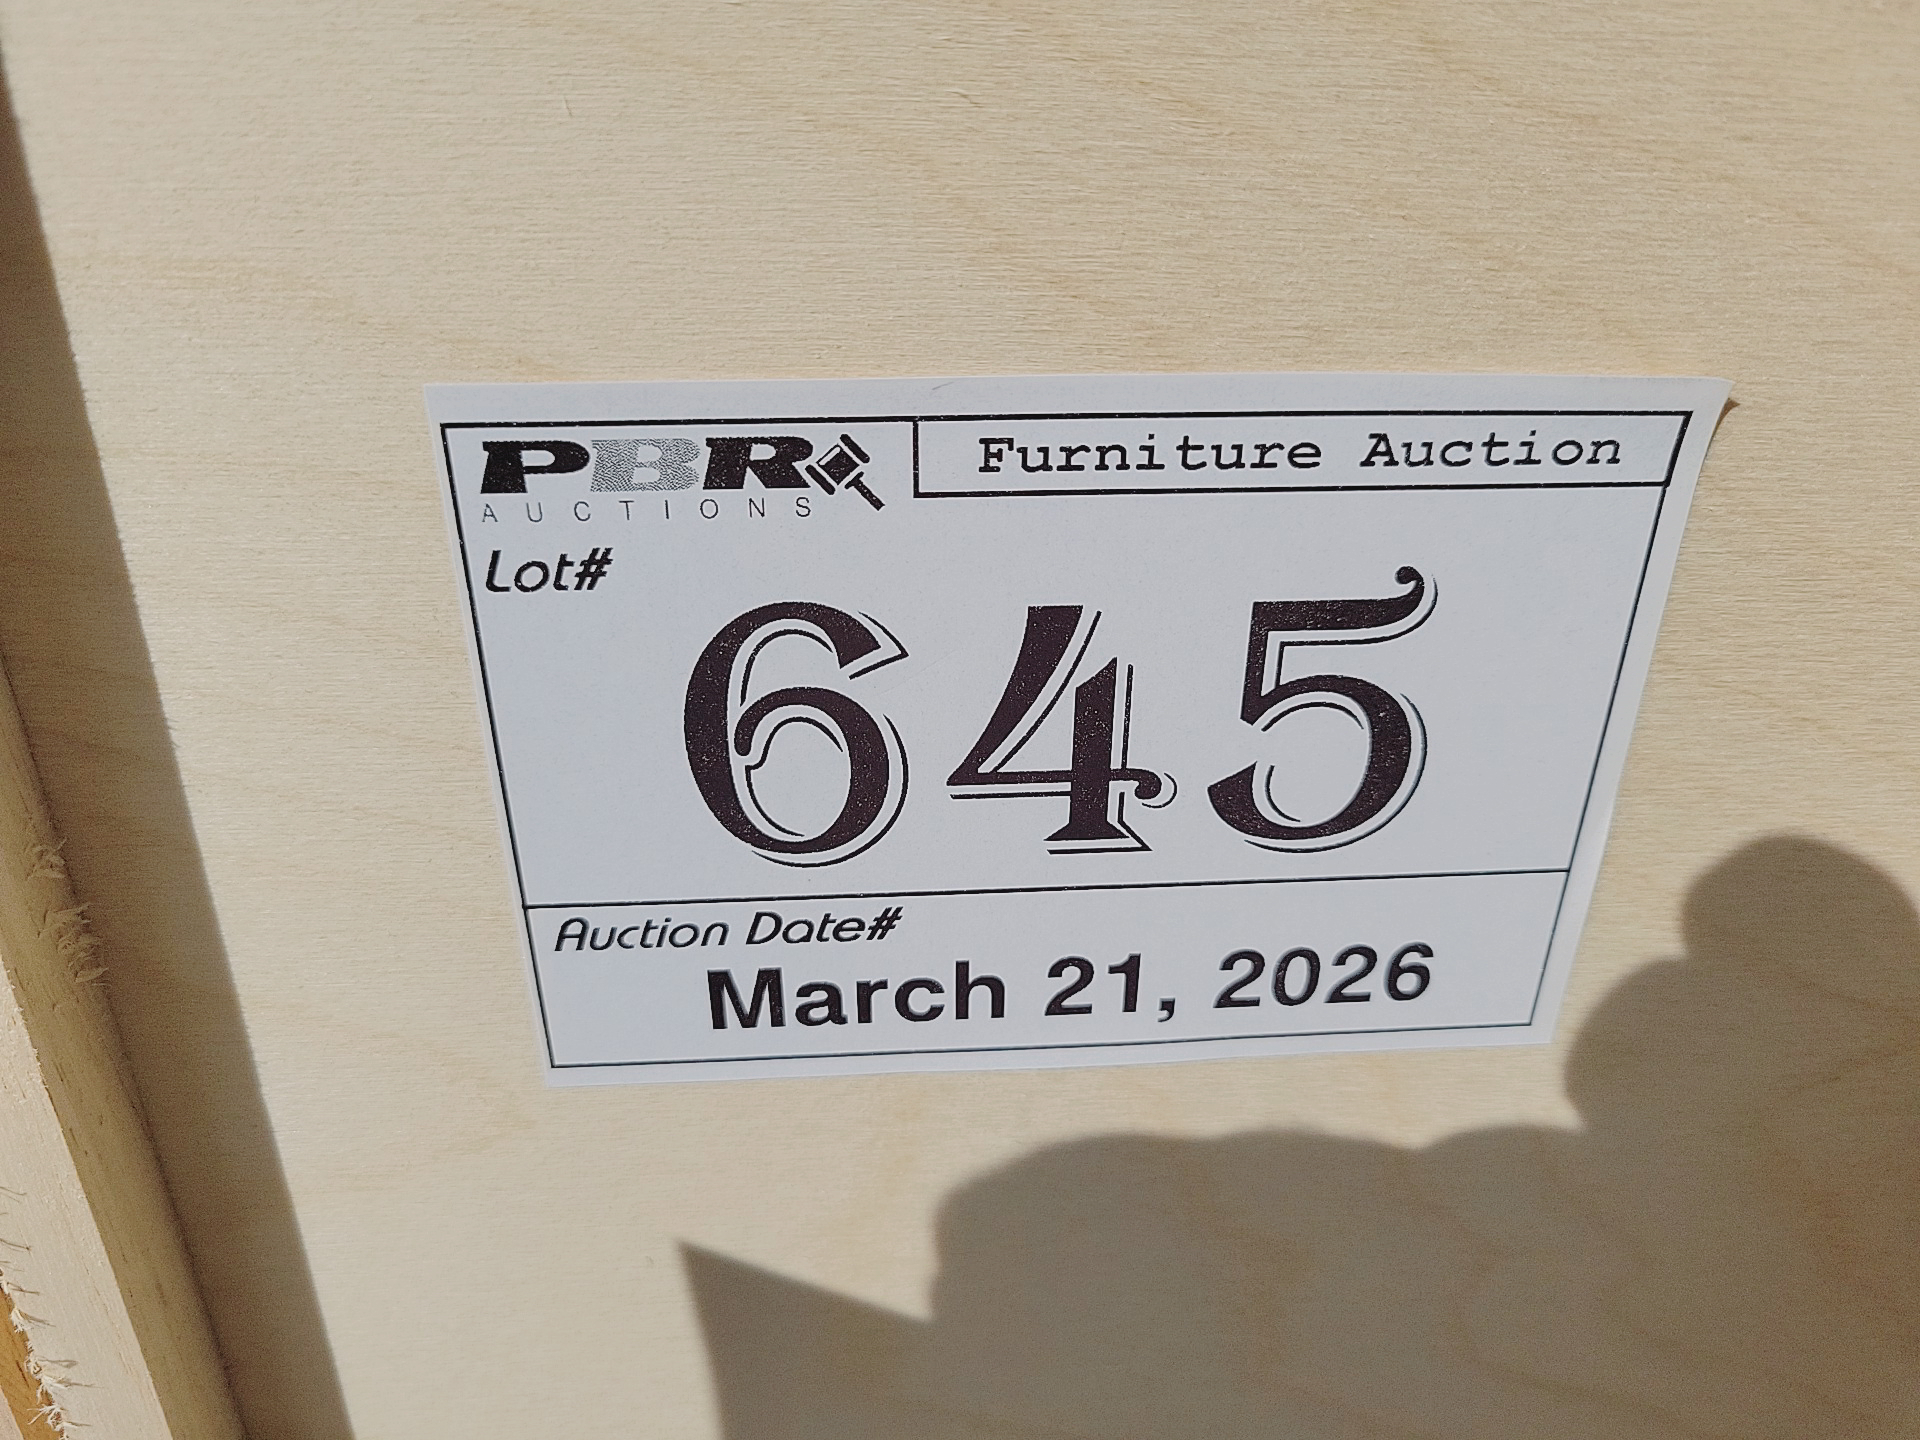 PBR
AUCTIONS
Furniture Auction
Lot#
645
Auction Date#
March 21, 2026